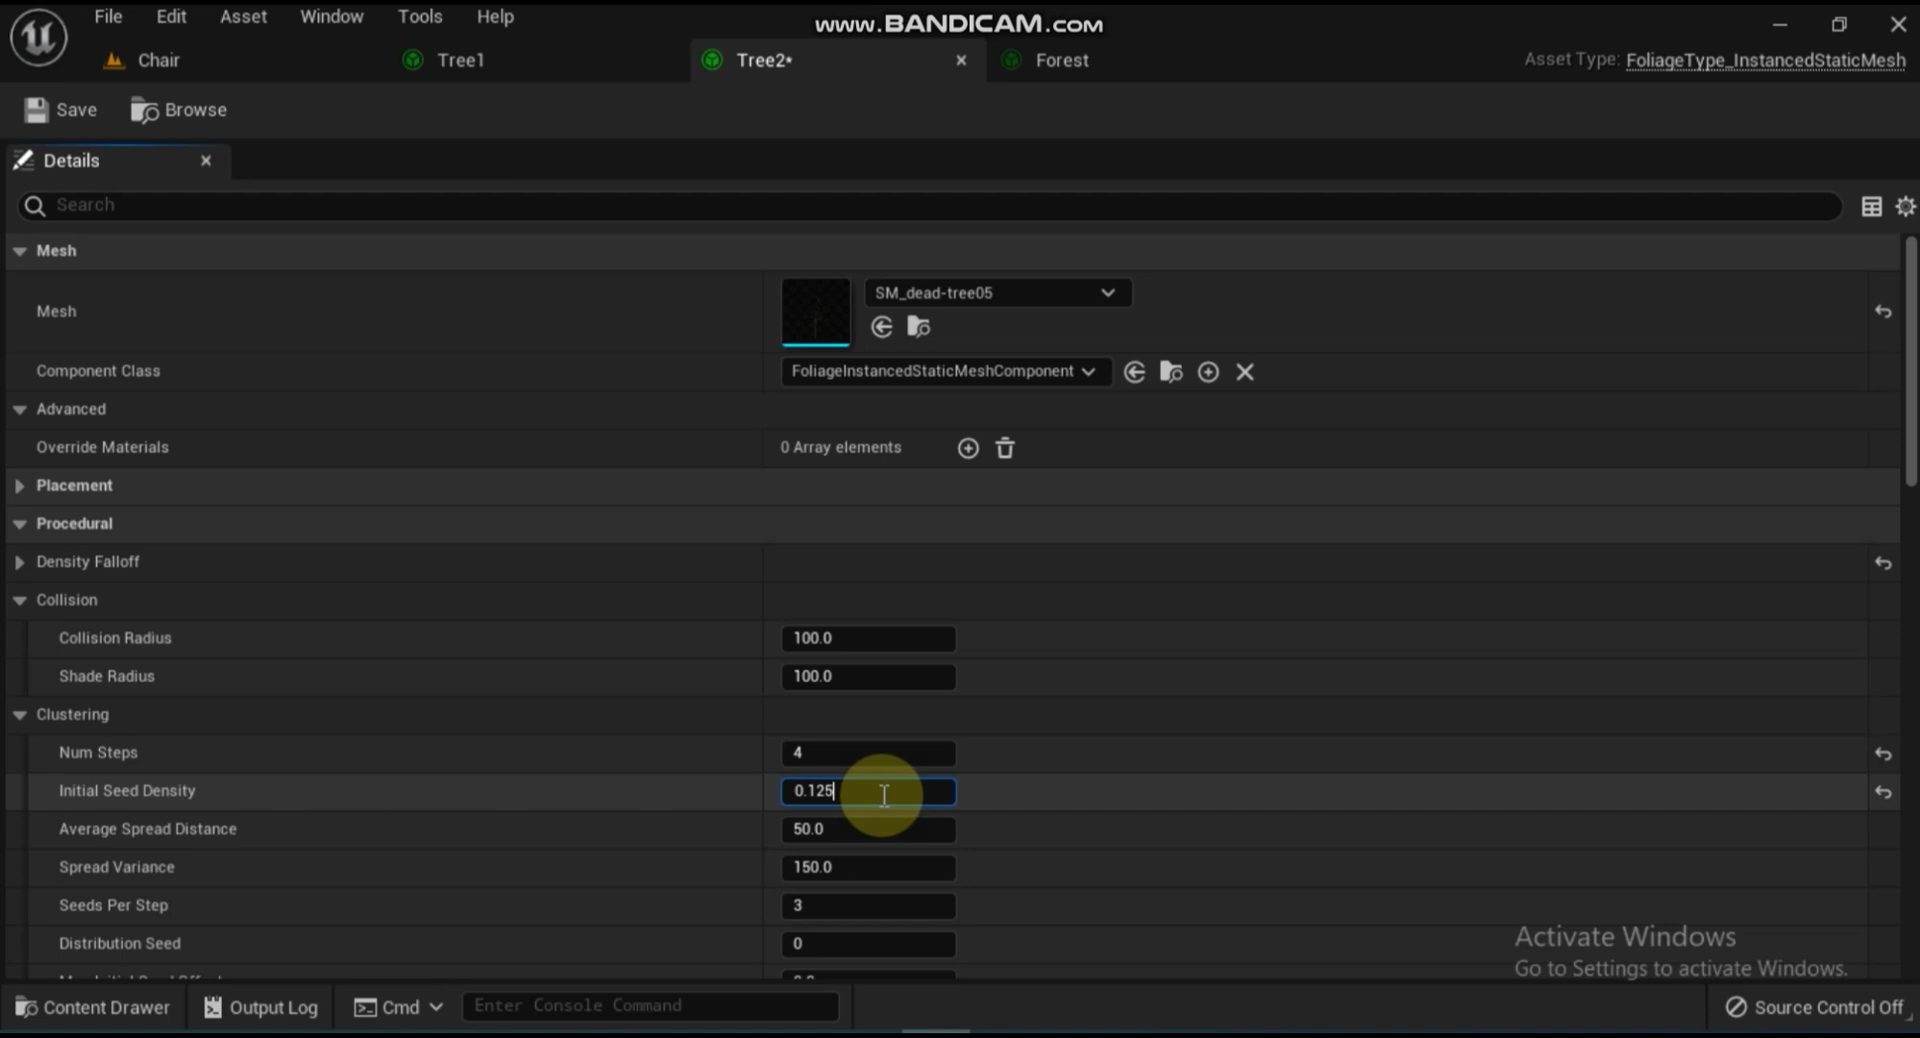 File Edit Asset Window Tools Help
www.BANDICAM.com
Chair
Tree1
Tree2*
Forest
Asset Type: FoliageType_InstancedStaticMesh
Save
Browse
Details
Search
Mesh
Mesh
SM_dead-tree05
Component Class
FoliageInstancedStaticMeshComponent
Advanced
Override Materials
0 Array elements
Placement
Procedural
Density Falloff
Collision
Collision Radius
100.0
Shade Radius
100.0
Clustering
Num Steps
4
Initial Seed Density
0.125
Average Spread Distance
50.0
Spread Variance
150.0
Seeds Per Step
3
Distribution Seed
0
Activate Windows
Go to Settings to activate Windows.
Content Drawer
Output Log
Cmd
Enter Console Command
Source Control Off